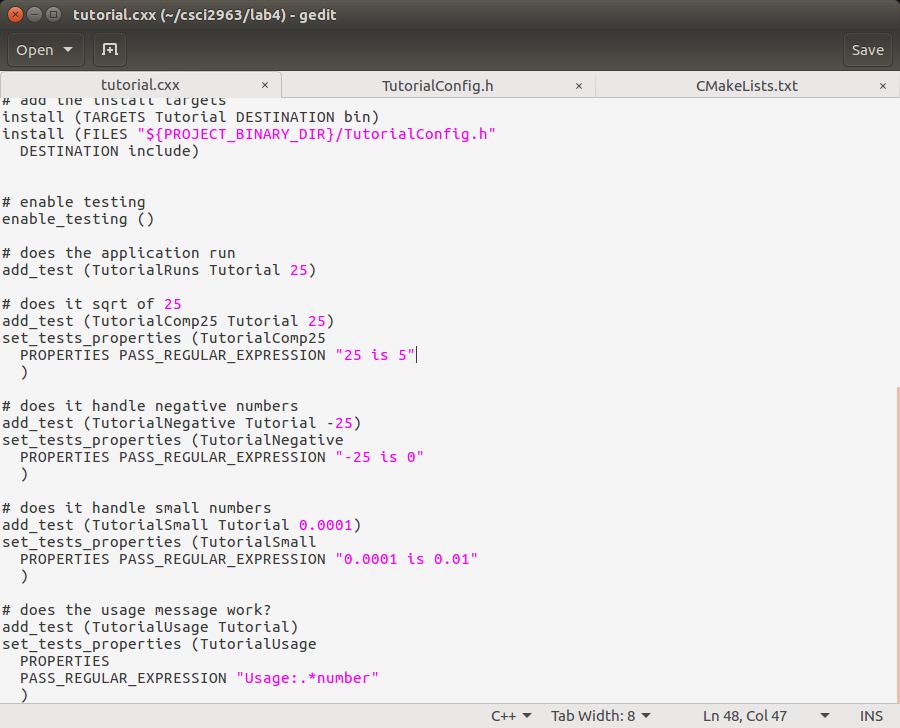 tutorial.cxx (~/csci2963/lab4) - gedit
Open
Save
tutorial.cxx × TutorialConfig.h × CMakeLists.txt ×
# add the install targets
install (TARGETS Tutorial DESTINATION bin)
install (FILES "${PROJECT_BINARY_DIR}/TutorialConfig.h"
  DESTINATION include)
# enable testing
enable_testing ()
# does the application run
add_test (TutorialRuns Tutorial 25)
# does it sqrt of 25
add_test (TutorialComp25 Tutorial 25)
set_tests_properties (TutorialComp25
  PROPERTIES PASS_REGULAR_EXPRESSION "25 is 5"
  )
# does it handle negative numbers
add_test (TutorialNegative Tutorial -25)
set_tests_properties (TutorialNegative
  PROPERTIES PASS_REGULAR_EXPRESSION "-25 is 0"
  )
# does it handle small numbers
add_test (TutorialSmall Tutorial 0.0001)
set_tests_properties (TutorialSmall
  PROPERTIES PASS_REGULAR_EXPRESSION "0.0001 is 0.01"
  )
# does the usage message work?
add_test (TutorialUsage Tutorial)
set_tests_properties (TutorialUsage
  PROPERTIES
  PASS_REGULAR_EXPRESSION "Usage:.*number"
  )
C++ Tab Width: 8 Ln 48, Col 47 INS